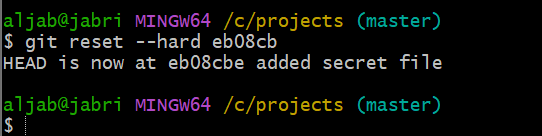 aljab@jabri MINGW64 /c/projects (master)
$ git reset --hard eb08cb
HEAD is now at eb08cbe added secret file
aljab@jabri MINGW64 /c/projects (master)
$